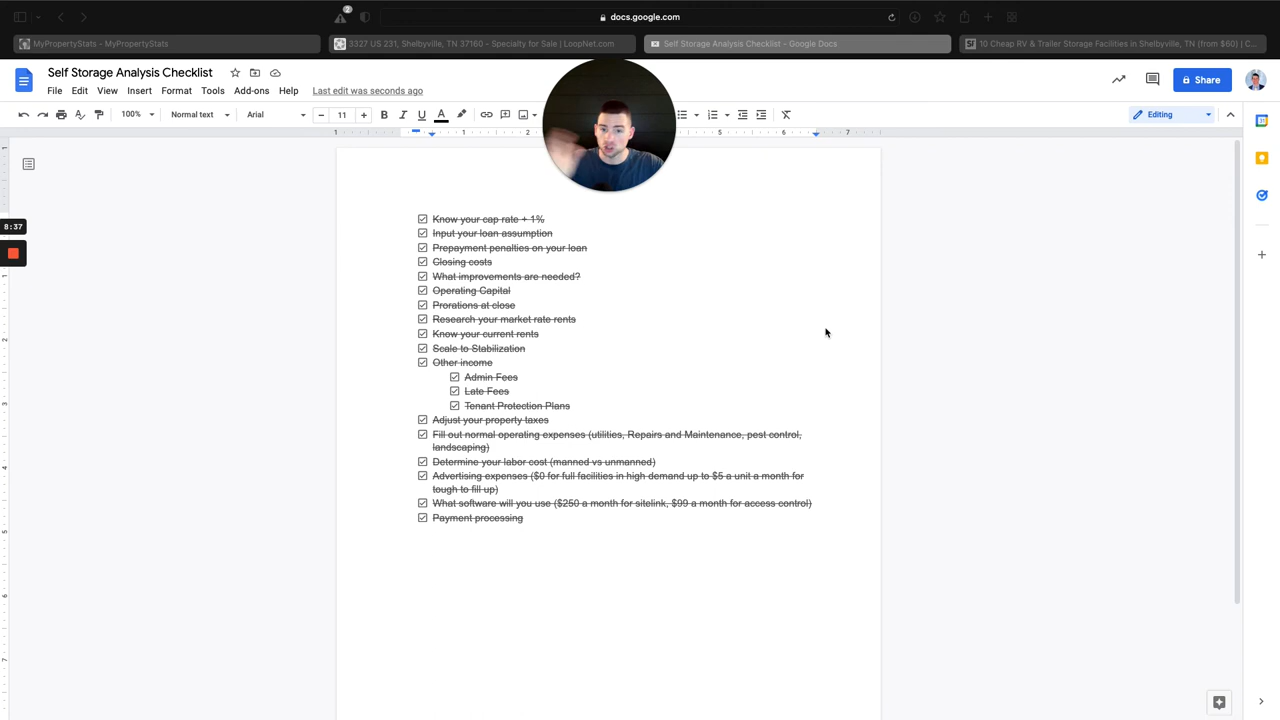 2
docs.google.com
MyPropertyStats - MyPropertyStats
3327 US 231, Shelbyville, TN 37160 - Specialty for Sale | LoopNet.com
Self Storage Analysis Checklist - Google Docs
10 Cheap RV & Trailer Storage Facilities in Shelbyville, TN (from $60) | C...
Self Storage Analysis Checklist
File Edit View Insert Format Tools Add-ons Help Last edit was seconds ago
Share
100% Normal text Arial 11 B I U A
Editing
1 1 2 5 6 7
8:37
Know your cap rate + 1%
Input your loan assumption
Prepayment penalties on your loan
Closing costs
What improvements are needed?
Operating Capital
Prorations at close
Research your market rate rents
Know your current rents
Scale to Stabilization
Other income
Admin Fees
Late Fees
Tenant Protection Plans
Adjust your property taxes
Fill out normal operating expenses (utilities, Repairs and Maintenance, pest control,
landscaping)
Determine your labor cost (manned vs unmanned)
Advertising expenses ($0 for full facilities in high demand up to $5 a unit a month for
tough to fill up)
What software will you use ($250 a month for sitelink, $99 a month for access control)
Payment processing